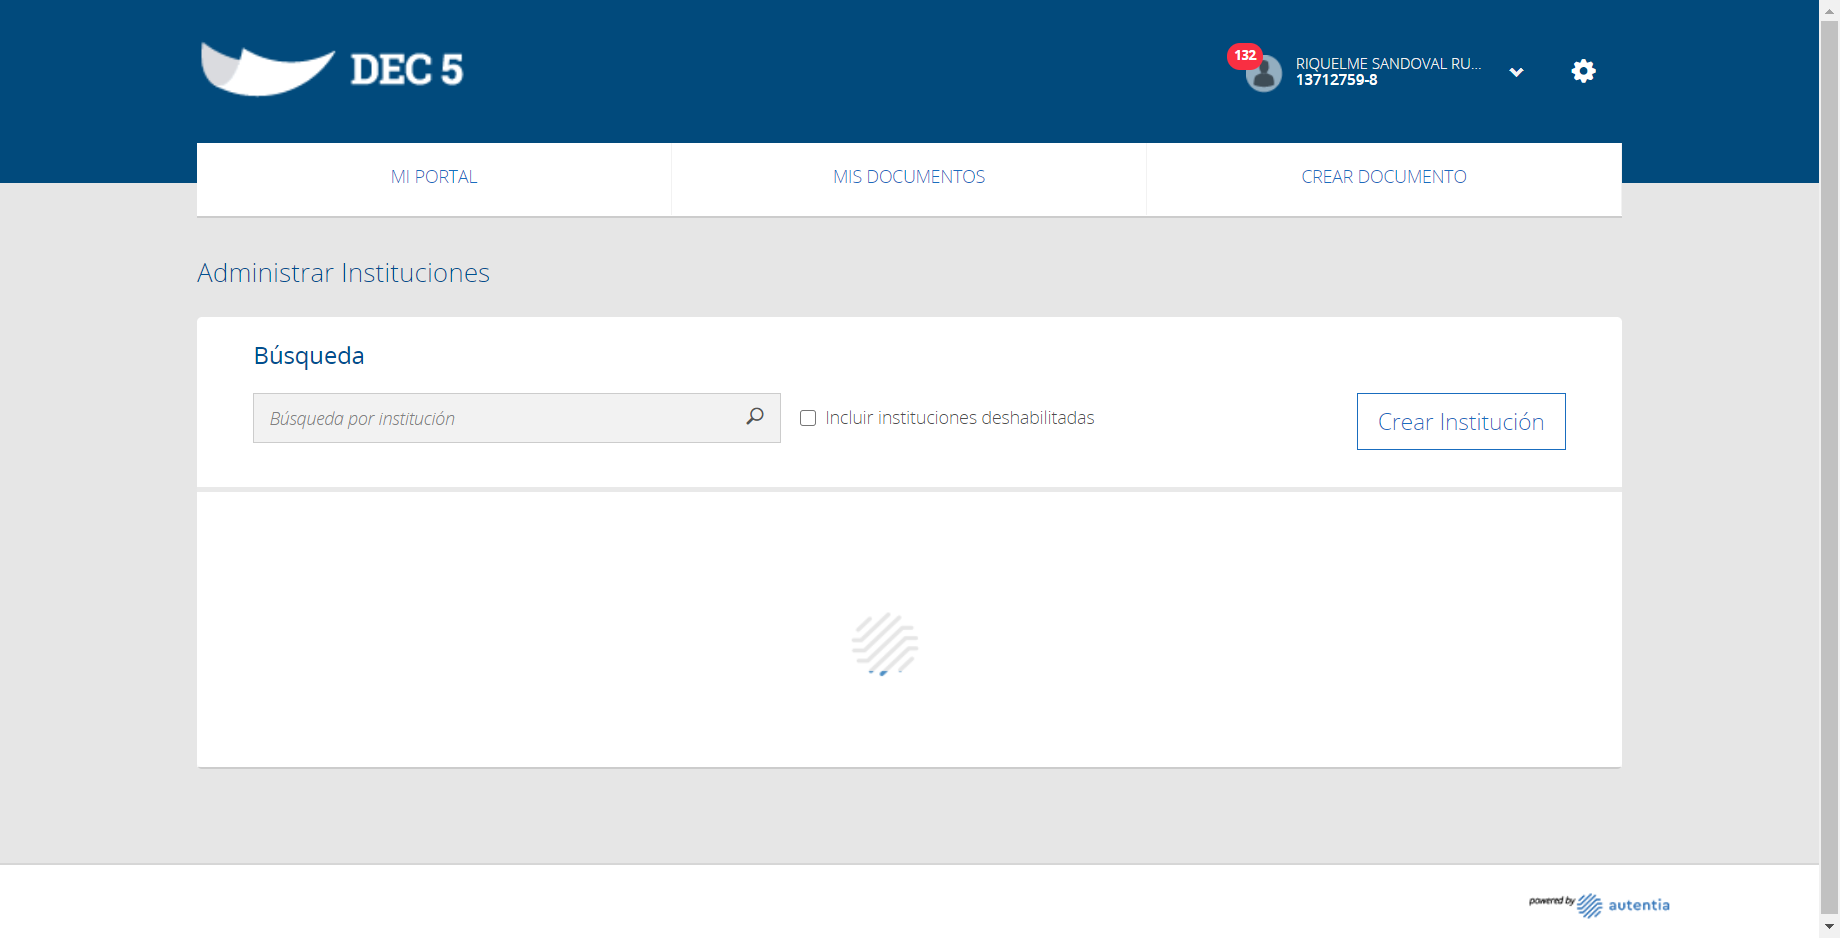 DEC 5
132
RIQUELME SANDOVAL RU...
13712759-8
MI PORTAL
MIS DOCUMENTOS
CREAR DOCUMENTO
Administrar Instituciones
Búsqueda
Búsqueda por institución
Incluir instituciones deshabilitadas
Crear Institución
powered by autentia